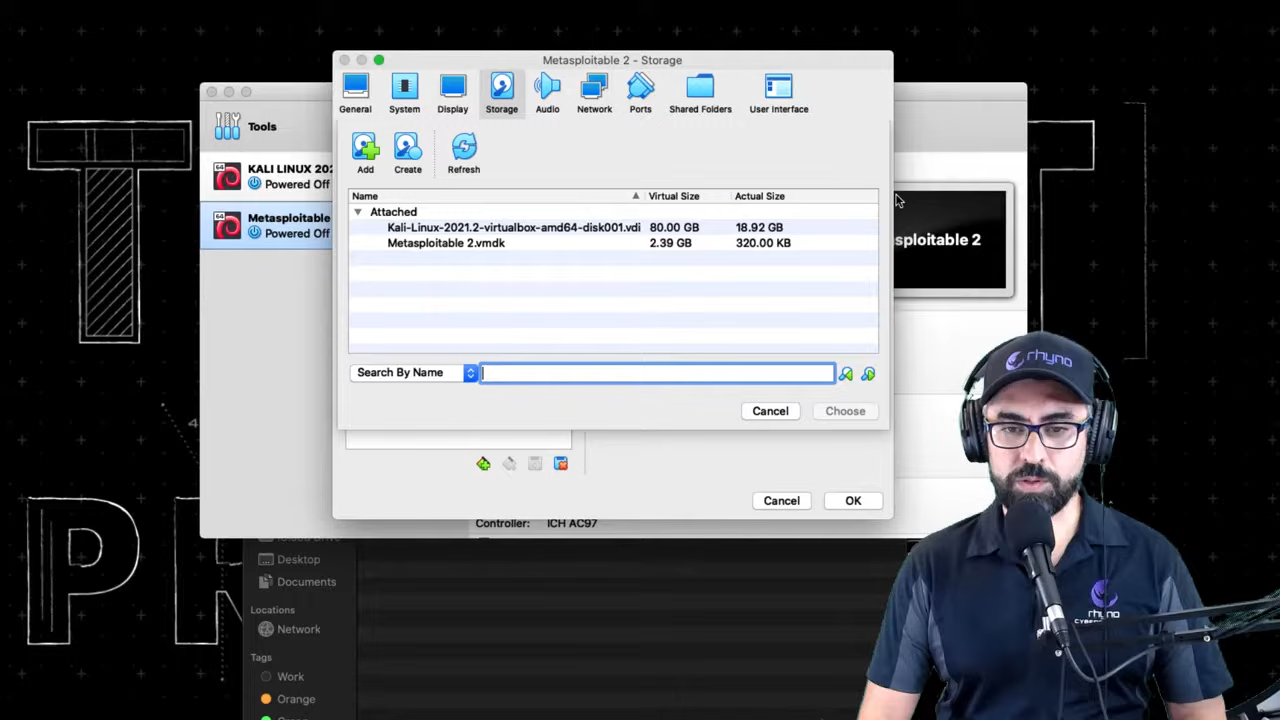 Metasploitable 2 - Storage
General
System
Display
Storage
Audio
Network
Ports
Shared Folders
User Interface
Tools
Add
Create
Refresh
KALI LINUX 202
Powered Off
Name
Virtual Size
Actual Size
Attached
Metasploitable
Powered Off
Kali-Linux-2021.2-virtualbox-amd64-disk001.vdi
80.00 GB
18.92 GB
Metasploitable 2.vmdk
2.39 GB
320.00 KB
sploitable 2
Search By Name
Cancel
Choose
Cancel
OK
Controller:
ICH AC97
Desktop
Documents
Locations
Network
Tags
Work
Orange
rhyno
rhyno